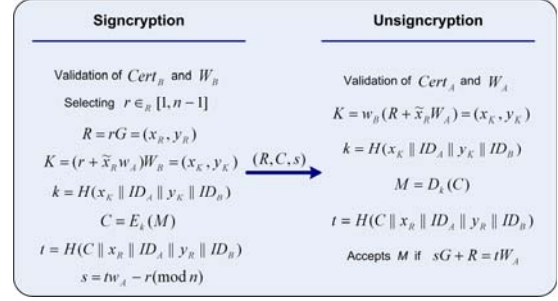 Signcryption
Validation of Cert_B and W_B
Selecting r ∈_R [1, n − 1]
R = rG = (x_R, y_R)
K = (r + x̃_R w_A)W_B = (x_K, y_K)
k = H(x_K || ID_A || y_K || ID_B)
C = E_k(M)
t = H(C || x_R || ID_A || y_R || ID_B)
s = tw_A − r(mod n)
(R, C, s)
Unsigncryption
Validation of Cert_A and W_A
K = w_B(R + x̃_R W_A) = (x_K, y_K)
k = H(x_K || ID_A || y_K || ID_B)
M = D_k(C)
t = H(C || x_R || ID_A || y_R || ID_B)
Accepts M if sG + R = tW_A